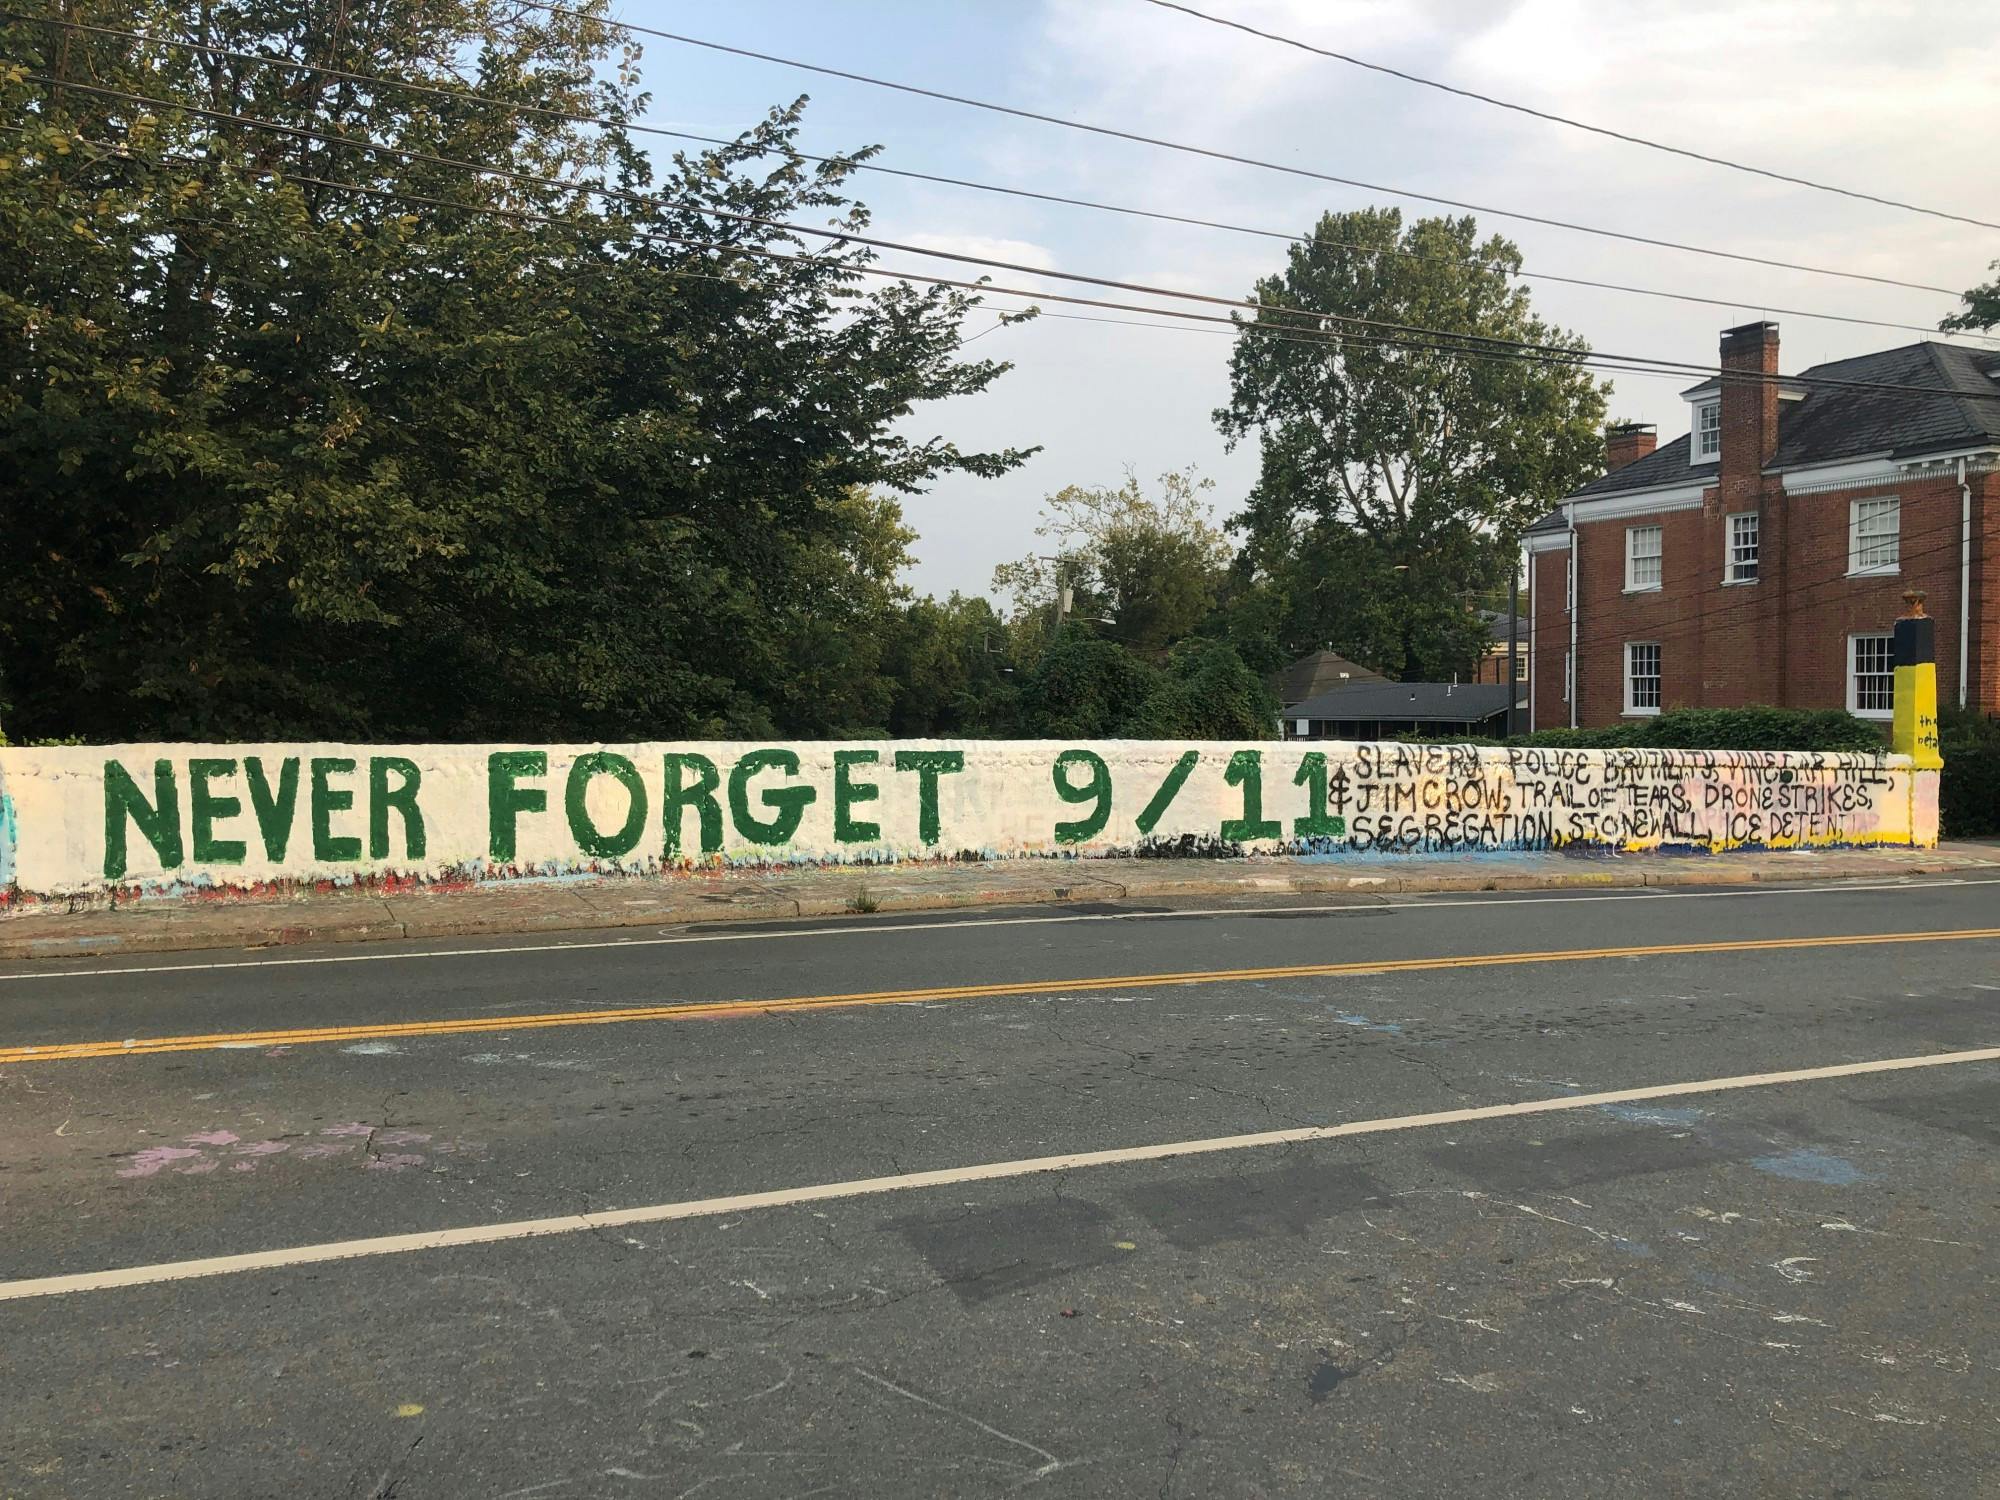 NEVER FORGET 9/11
& SLAVERY, POLICE BRUTALITY, VINEGAR HILL,
JIM CROW, TRAIL OF TEARS, DRONE STRIKES,
SEGREGATION, STONEWALL, ICE DETENTION
beta